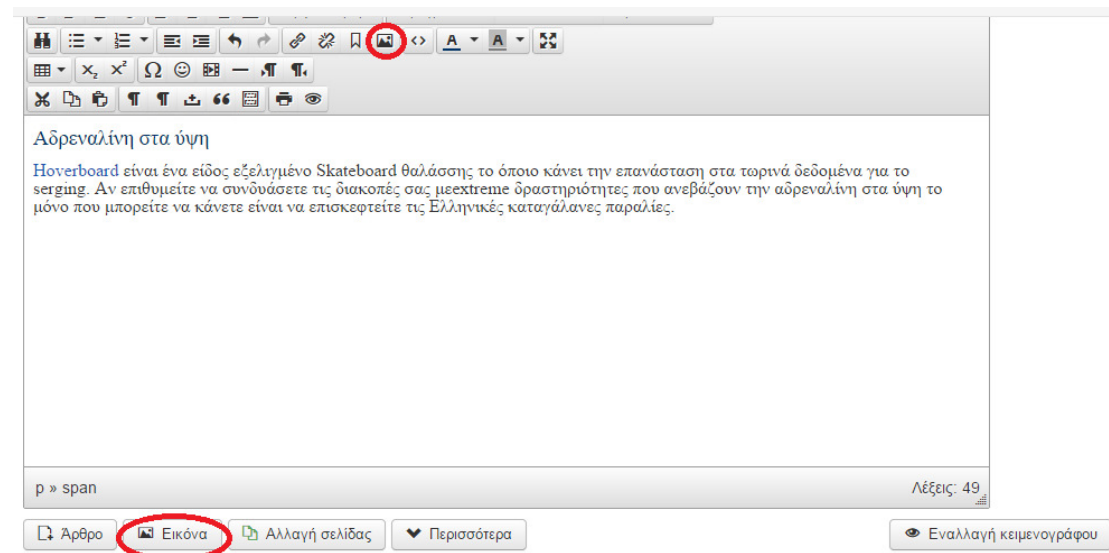 Αδρεναλίνη στα ύψη
Hoverboard είναι ένα είδος εξελιγμένο Skateboard θαλάσσης το όποιο κάνει την επανάσταση στα τωρινά δεδομένα για το
serging. Αν επιθυμείτε να συνδυάσετε τις διακοπές σας μεextreme δραστηριότητες που ανεβάζουν την αδρεναλίνη στα ύψη το
μόνο που μπορείτε να κάνετε είναι να επισκεφτείτε τις Ελληνικές καταγάλανες παραλίες.
p » span Λέξεις: 49
Άρθρο Εικόνα Αλλαγή σελίδας Περισσότερα Εναλλαγή κειμενογράφου